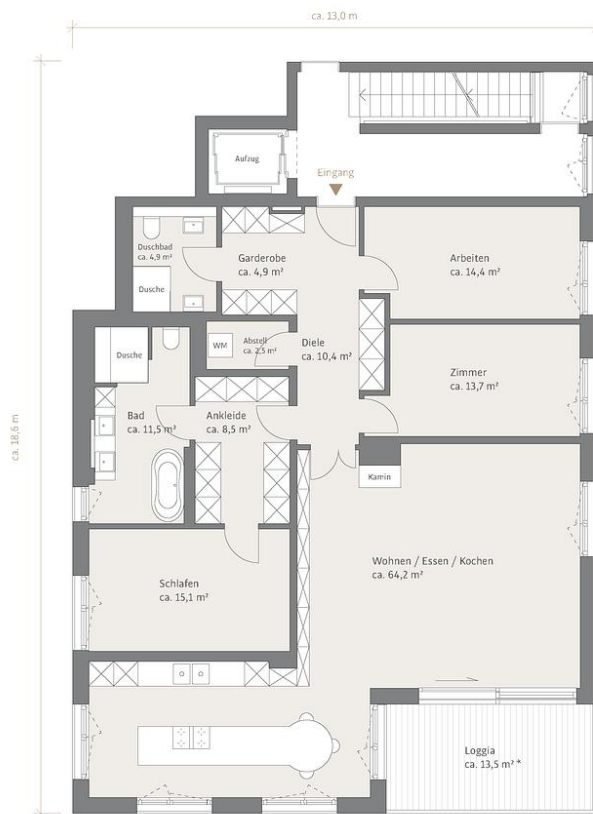 ca. 13,0 m
Aufzug
Eingang
Duschbad
ca. 4,9 m²
Garderobe
ca. 4,9 m²
Arbeiten
ca. 14,4 m²
Dusche
WM
Abstell
ca. 2,5 m²
Diele
ca. 10,4 m²
Dusche
Zimmer
ca. 13,7 m²
Bad
ca. 11,5 m²
Ankleide
ca. 8,5 m²
ca. 18,6 m
Kamin
Wohnen / Essen / Kochen
ca. 64,2 m²
Schlafen
ca. 15,1 m²
Loggia
ca. 13,5 m² *